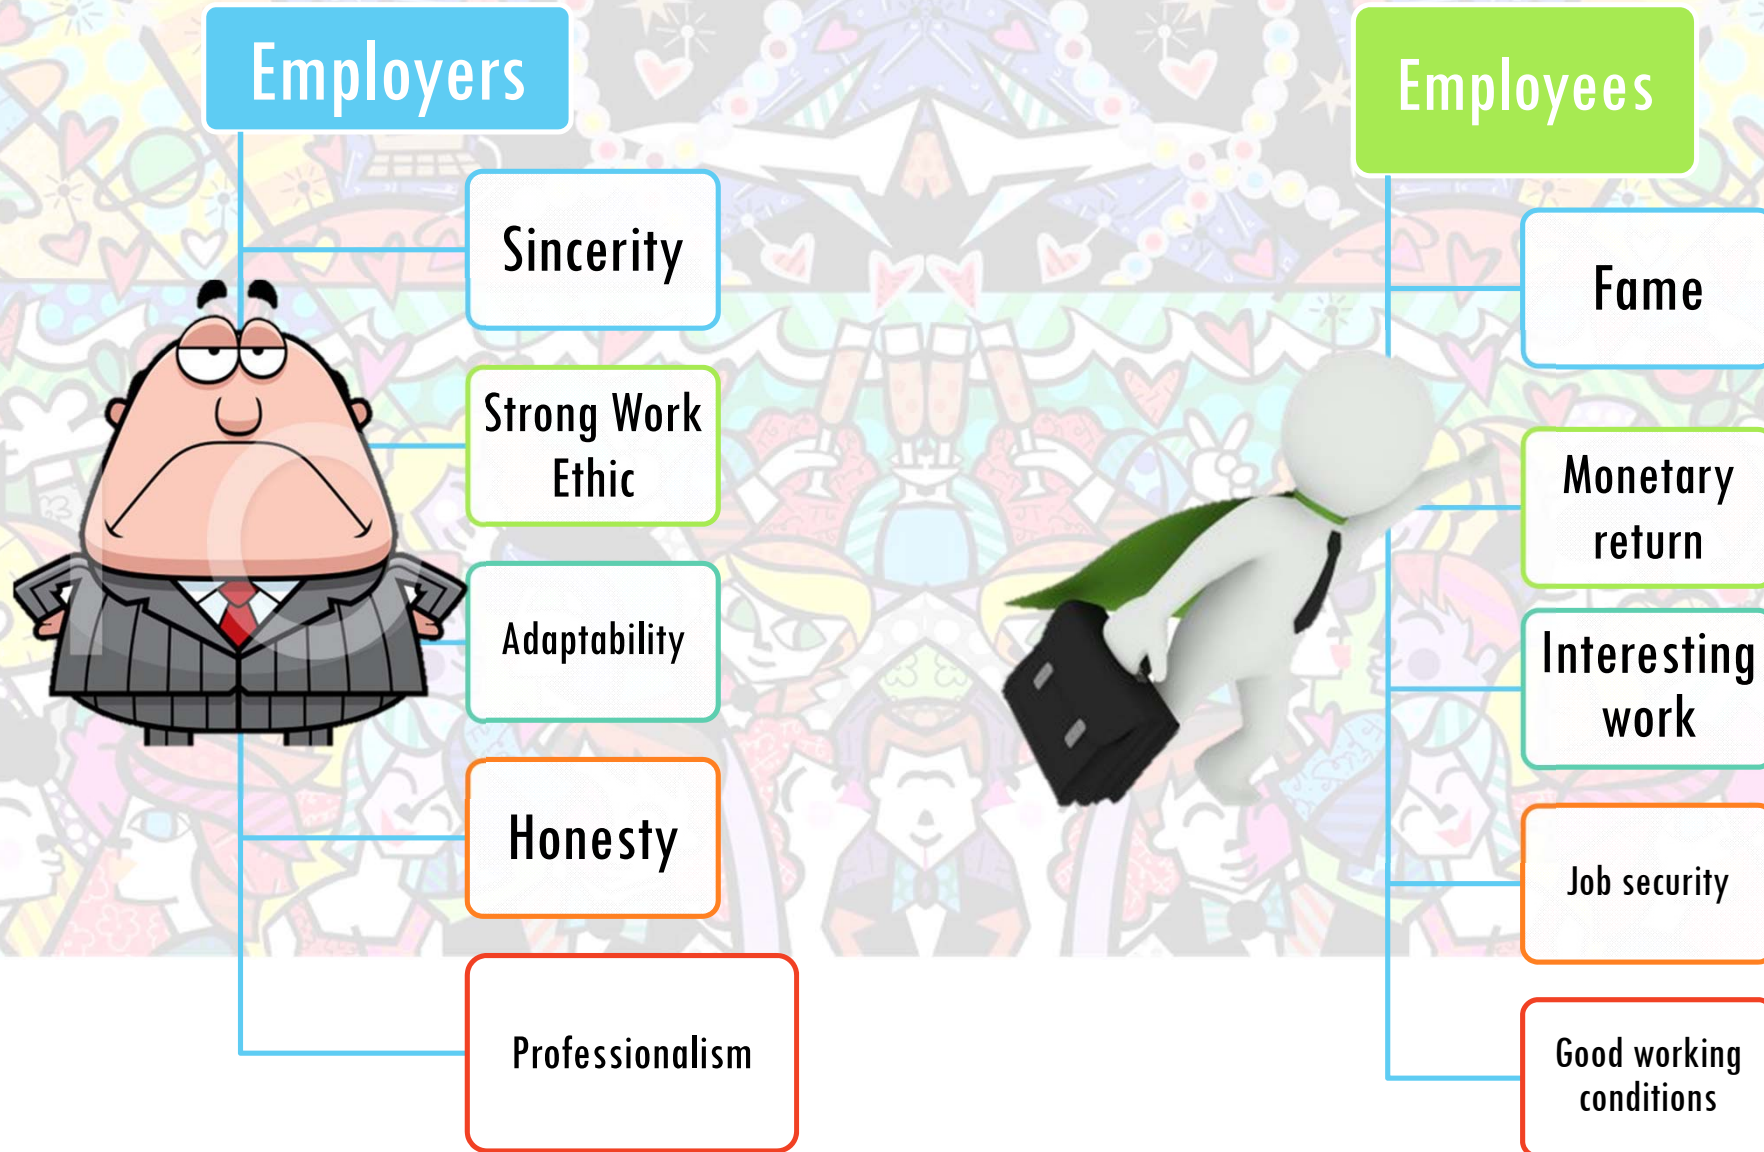 Employers
Sincerity
Strong Work
Ethic
Adaptability
Honesty
Professionalism
Employees
Fame
Monetary
return
Interesting
work
Job security
Good working
conditions